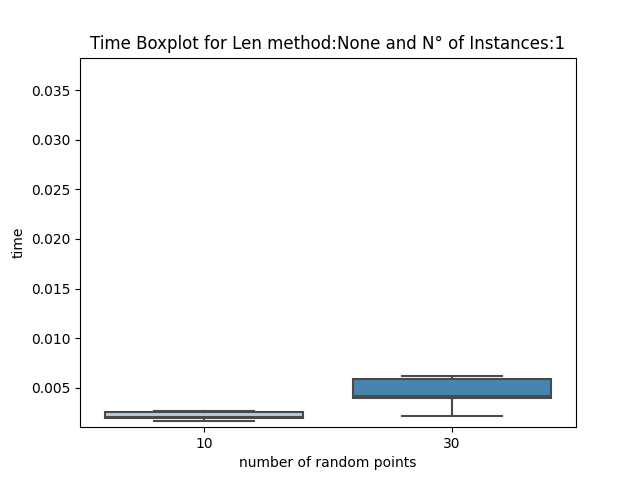 Time Boxplot for Len method:None and N° of Instances:1
0.035
0.030
0.025
0.020
0.015
0.010
0.005
time
10 30
number of random points